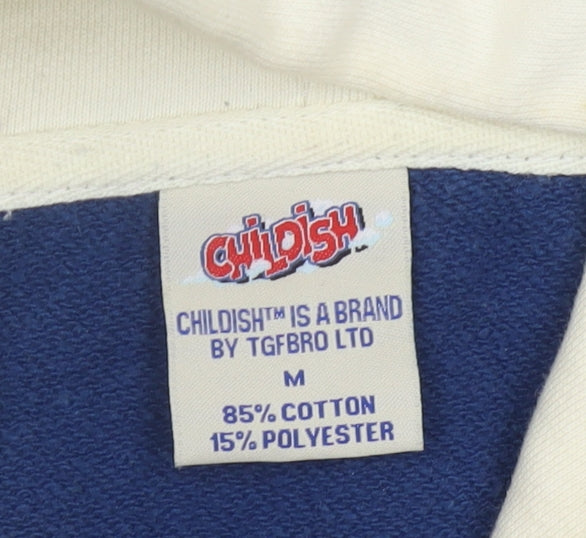 CHILDISH
CHILDISH™ IS A BRAND
BY TGFBRO LTD
M
85% COTTON
15% POLYESTER